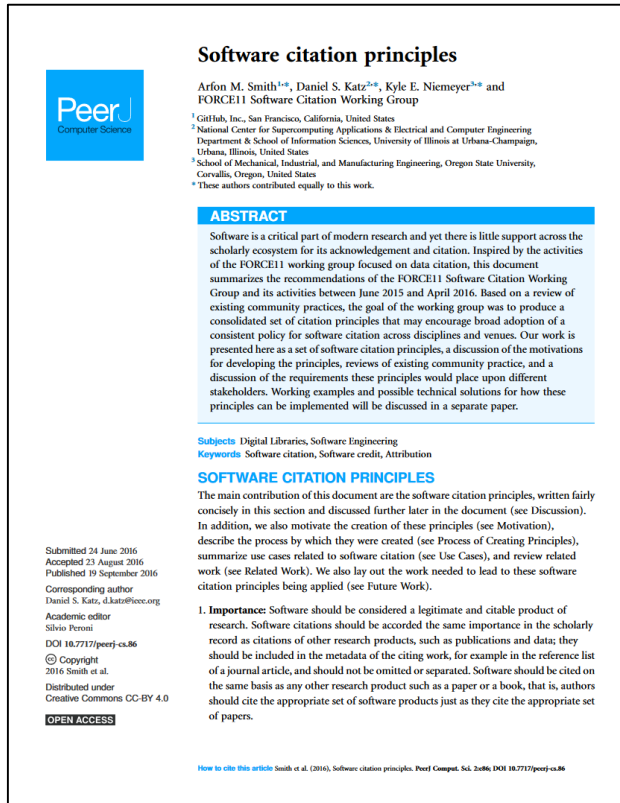 Software citation principles
Arfon M. Smith1,*, Daniel S. Katz2,*, Kyle E. Niemeyer3,* and
FORCE11 Software Citation Working Group
1 GitHub, Inc., San Francisco, California, United States
2 National Center for Supercomputing Applications & Electrical and Computer Engineering
Department & School of Information Sciences, University of Illinois at Urbana-Champaign,
Urbana, Illinois, United States
3 School of Mechanical, Industrial, and Manufacturing Engineering, Oregon State University,
Corvallis, Oregon, United States
* These authors contributed equally to this work.
PeerJ
Computer Science
ABSTRACT
Software is a critical part of modern research and yet there is little support across the
scholarly ecosystem for its acknowledgement and citation. Inspired by the activities
of the FORCE11 working group focused on data citation, this document
summarizes the recommendations of the FORCE11 Software Citation Working
Group and its activities between June 2015 and April 2016. Based on a review of
existing community practices, the goal of the working group was to produce a
consolidated set of citation principles that may encourage broad adoption of a
consistent policy for software citation across disciplines and venues. Our work is
presented here as a set of software citation principles, a discussion of the motivations
for developing the principles, reviews of existing community practice, and a
discussion of the requirements these principles would place upon different
stakeholders. Working examples and possible technical solutions for how these
principles can be implemented will be discussed in a separate paper.
Subjects Digital Libraries, Software Engineering
Keywords Software citation, Software credit, Attribution
SOFTWARE CITATION PRINCIPLES
The main contribution of this document are the software citation principles, written fairly
concisely in this section and discussed further later in the document (see Discussion).
In addition, we also motivate the creation of these principles (see Motivation),
describe the process by which they were created (see Process of Creating Principles),
summarize use cases related to software citation (see Use Cases), and review related
work (see Related Work). We also lay out the work needed to lead to these software
citation principles being applied (see Future Work).
1. Importance: Software should be considered a legitimate and citable product of
research. Software citations should be accorded the same importance in the scholarly
record as citations of other research products, such as publications and data; they
should be included in the metadata of the citing work, for example in the reference list
of a journal article, and should not be omitted or separated. Software should be cited on
the same basis as any other research product such as a paper or a book, that is, authors
should cite the appropriate set of software products just as they cite the appropriate set
of papers.
Submitted 24 June 2016
Accepted 23 August 2016
Published 19 September 2016
Corresponding author
Daniel S. Katz, d.katz@ieee.org
Academic editor
Silvio Peroni
DOI 10.7717/peerj-cs.86
© Copyright
2016 Smith et al.
Distributed under
Creative Commons CC-BY 4.0
OPEN ACCESS
How to cite this article Smith et al. (2016), Software citation principles. PeerJ Comput. Sci. 2:e86; DOI 10.7717/peerj-cs.86